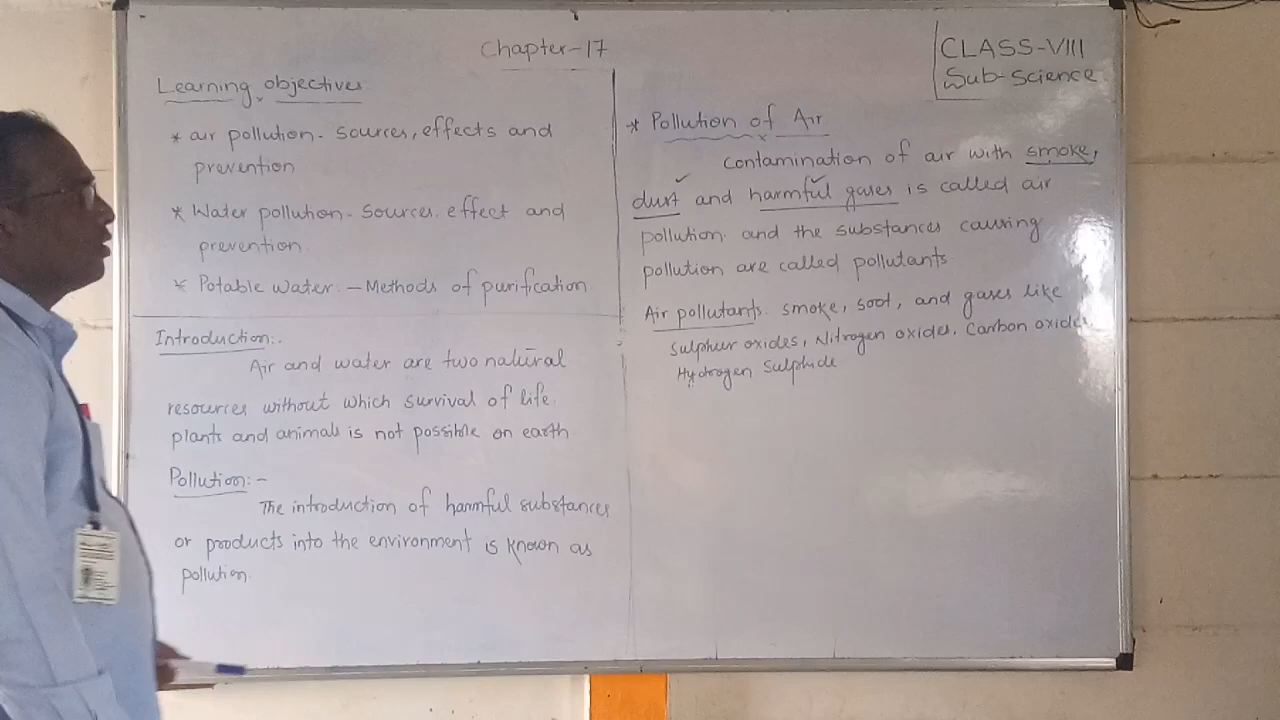 Chapter-17
CLASS-VIII
Sub-Science
Learning objectives
* air pollution - sources, effects and
prevention
* Water pollution - sources, effect and
prevention
* Potable water - Methods of purification
Introduction:-
Air and water are two natural
resources without which survival of life
plants and animals is not possible on earth
Pollution:-
The introduction of harmful substances
or products into the environment is known as
pollution.
* Pollution of Air
Contamination of air with smoke,
dust and harmful gases is called air
pollution. and the substances causing
pollution are called pollutants
Air pollutants. smoke, soot, and gases like
Sulphur oxides, Nitrogen oxides, Carbon oxides
Hydrogen Sulphide